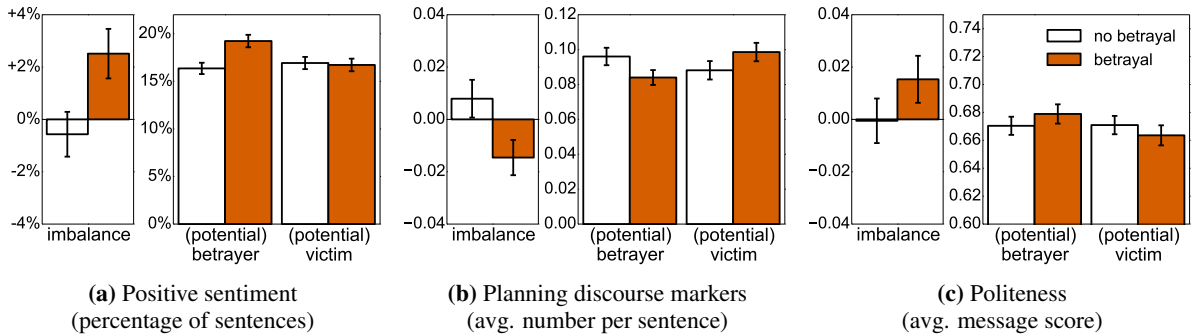 +4%
+2%
0%
−2%
−4%
imbalance
20%
15%
10%
5%
0%
(potential) betrayer
(potential) victim
(a) Positive sentiment
(percentage of sentences)
0.04
0.02
0.00
−0.02
−0.04
imbalance
0.12
0.10
0.08
0.06
0.04
0.02
0.00
(potential) betrayer
(potential) victim
(b) Planning discourse markers
(avg. number per sentence)
0.04
0.02
0.00
−0.02
−0.04
imbalance
0.74
0.72
0.70
0.68
0.66
0.64
0.62
0.60
no betrayal
betrayal
(potential) betrayer
(potential) victim
(c) Politeness
(avg. message score)